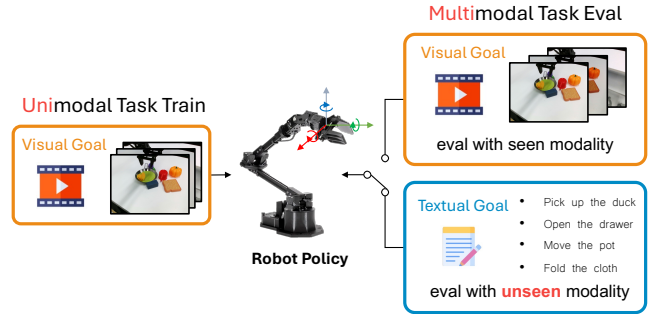 Unimodal Task Train
Visual Goal
Robot Policy
Multimodal Task Eval
Visual Goal
eval with seen modality
Textual Goal
• Pick up the duck
• Open the drawer
• Move the pot
• Fold the cloth
eval with unseen modality